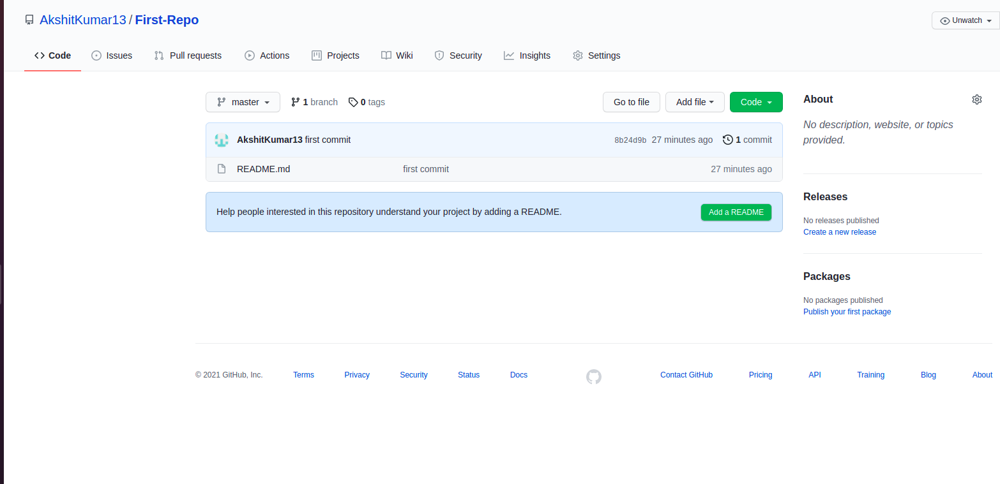 AkshitKumar13 / First-Repo
Unwatch
Code Issues Pull requests Actions Projects Wiki Security Insights Settings
master 1 branch 0 tags Go to file Add file Code
AkshitKumar13 first commit 8b24d9b 27 minutes ago 1 commit
README.md first commit 27 minutes ago
Help people interested in this repository understand your project by adding a README. Add a README
About
No description, website, or topics
provided.
Releases
No releases published
Create a new release
Packages
No packages published
Publish your first package
© 2021 GitHub, Inc. Terms Privacy Security Status Docs Contact GitHub Pricing API Training Blog About